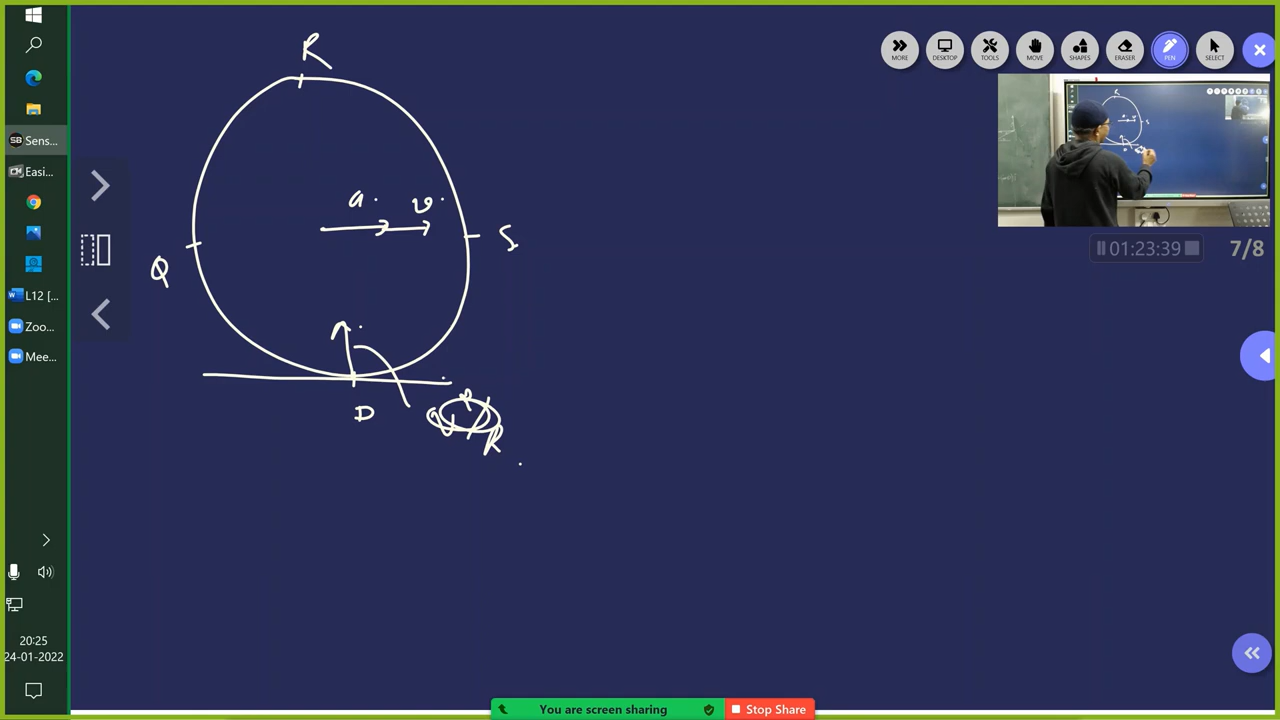 R
a.
v.
Q
S
D
R
MORE
DESKTOP
TOOLS
MOVE
SHAPES
ERASER
PEN
SELECT
01:23:39
7/8
Sens...
Easi...
L12 [...
Zoo...
Mee...
20:25
24-01-2022
You are screen sharing
Stop Share